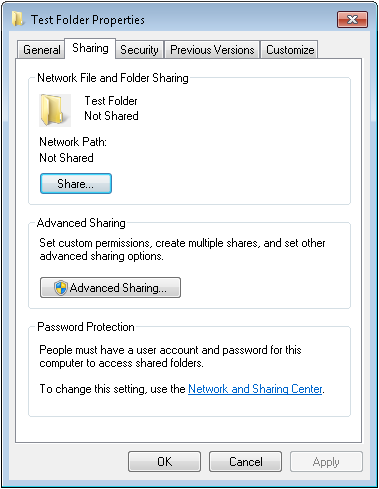 Test Folder Properties
General Sharing Security Previous Versions Customize
Network File and Folder Sharing
Test Folder
Not Shared
Network Path:
Not Shared
Share...
Advanced Sharing
Set custom permissions, create multiple shares, and set other
advanced sharing options.
Advanced Sharing...
Password Protection
People must have a user account and password for this
computer to access shared folders.
To change this setting, use the Network and Sharing Center.
OK Cancel Apply